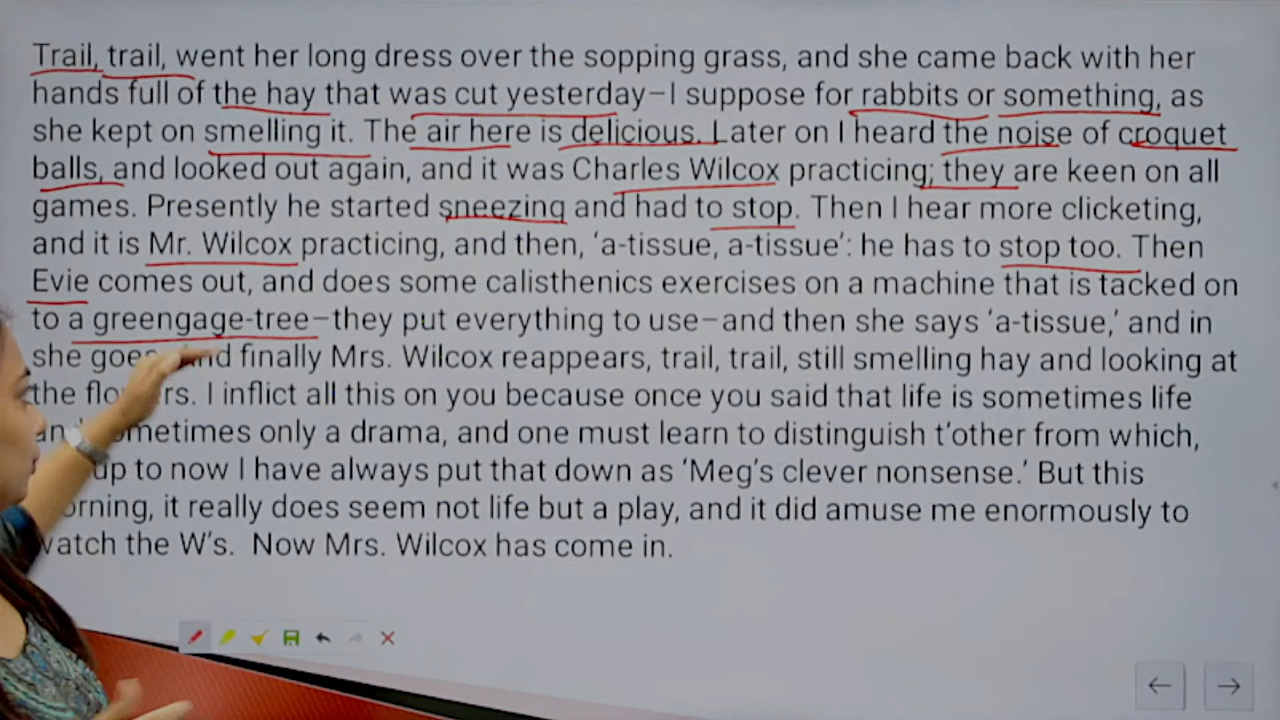 Trail, trail, went her long dress over the sopping grass, and she came back with her
hands full of the hay that was cut yesterday–I suppose for rabbits or something, as
she kept on smelling it. The air here is delicious. Later on I heard the noise of croquet
balls, and looked out again, and it was Charles Wilcox practicing; they are keen on all
games. Presently he started sneezing and had to stop. Then I hear more clicketing,
and it is Mr. Wilcox practicing, and then, ‘a-tissue, a-tissue’: he has to stop too. Then
Evie comes out, and does some calisthenics exercises on a machine that is tacked on
to a greengage-tree–they put everything to use–and then she says ‘a-tissue,’ and in
she finally Mrs. Wilcox reappears, trail, trail, still smelling hay and looking at
the I inflict all this on you because once you said that life is sometimes life
only a drama, and one must learn to distinguish t’other from which,
up to now I have always put that down as ‘Meg’s clever nonsense.’ But this
it really does seem not life but a play, and it did amuse me enormously to
the W’s. Now Mrs. Wilcox has come in.